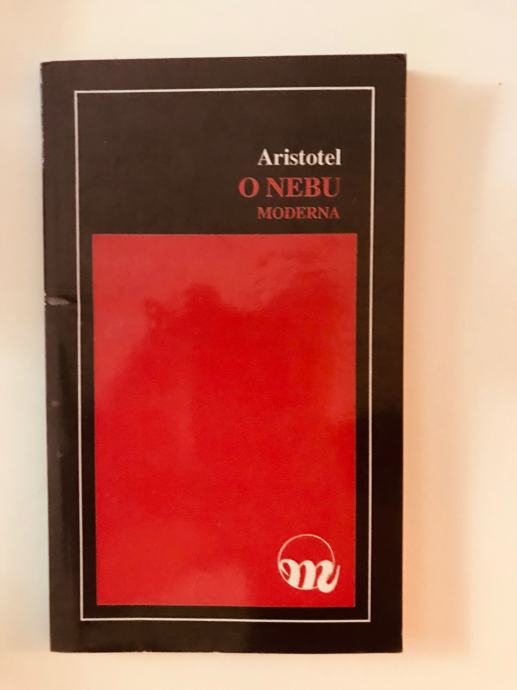 Aristotel
O NEBU
MODERNA
m